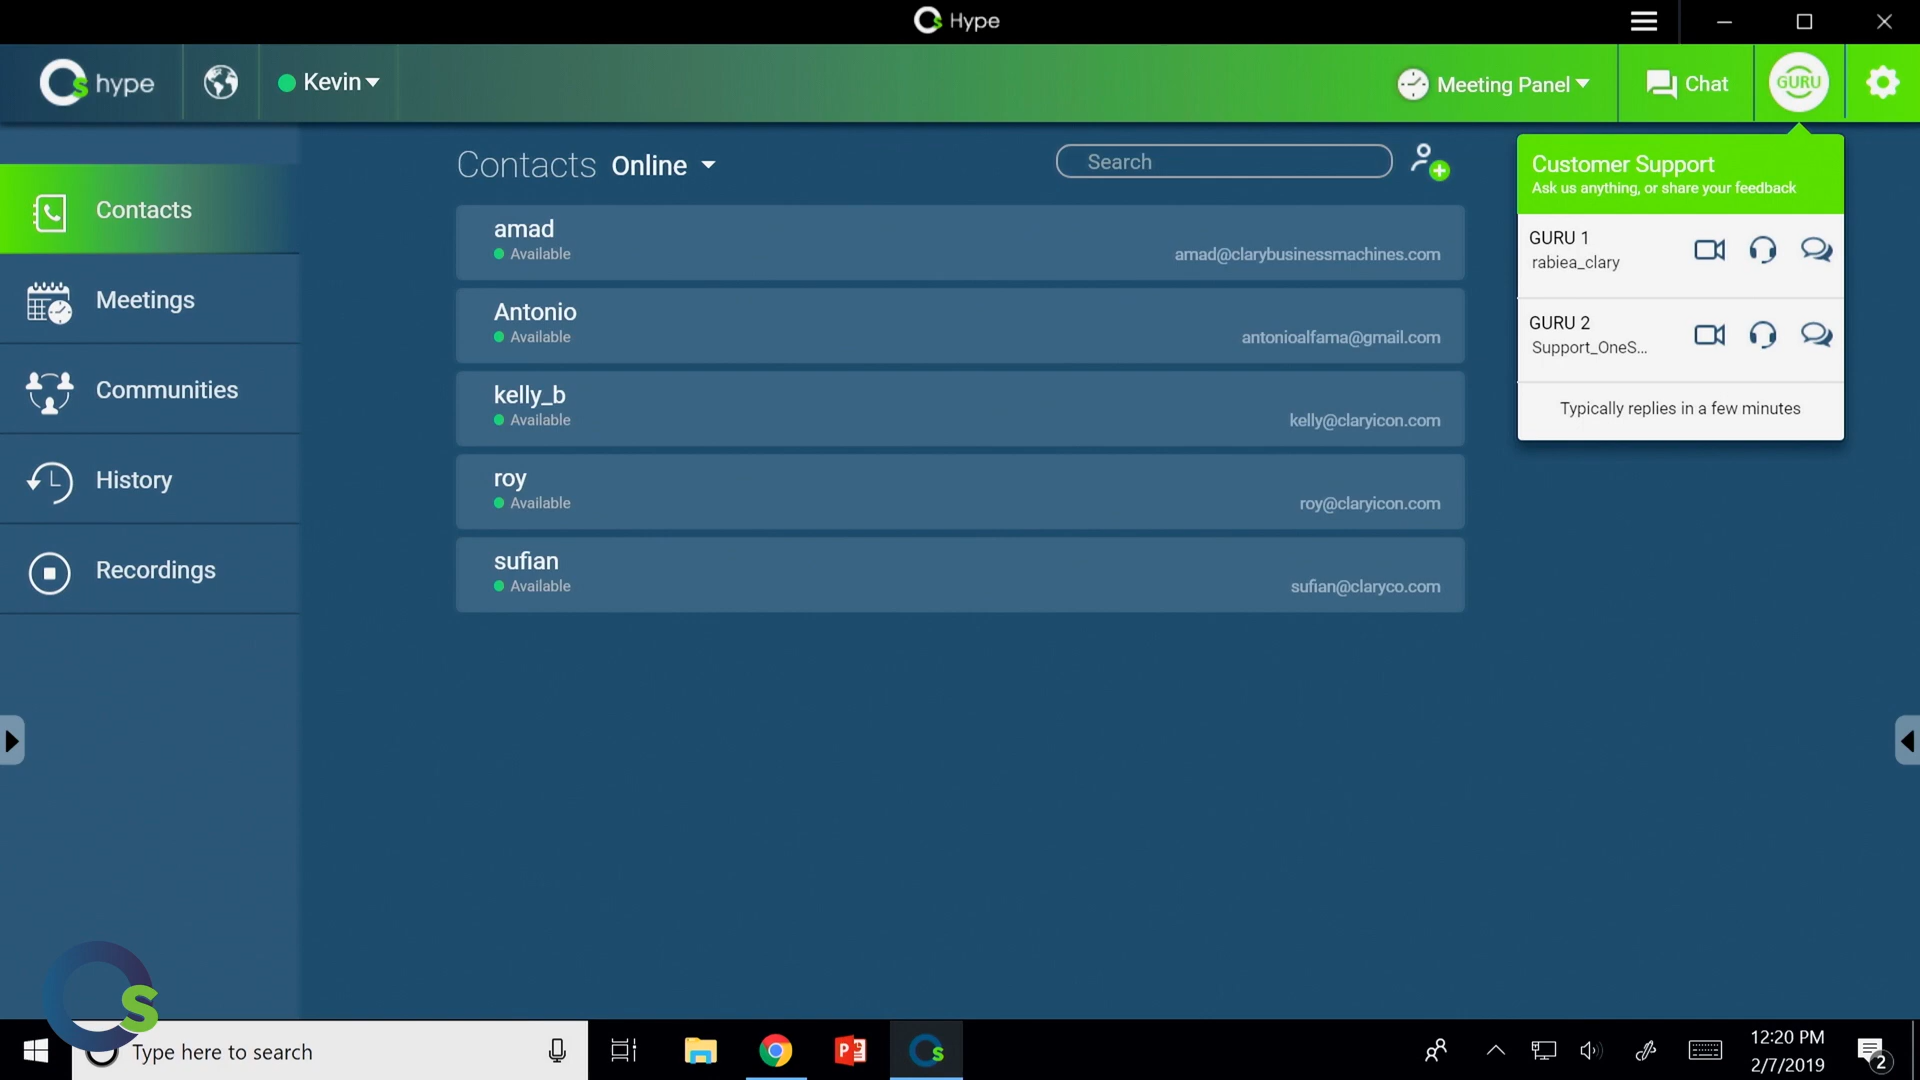 Hype
hype
Kevin
Meeting Panel
Chat
GURU
Contacts
Meetings
Communities
History
Recordings
Contacts Online
Search
amad
Available
amad@clarybusinessmachines.com
Antonio
Available
antonioalfama@gmail.com
kelly_b
Available
kelly@claryicon.com
roy
Available
roy@claryicon.com
sufian
Available
sufian@claryco.com
Customer Support
Ask us anything, or share your feedback
GURU 1
rabiea_clary
GURU 2
Support_OneS...
Typically replies in a few minutes
Type here to search
12:20 PM
2/7/2019
2